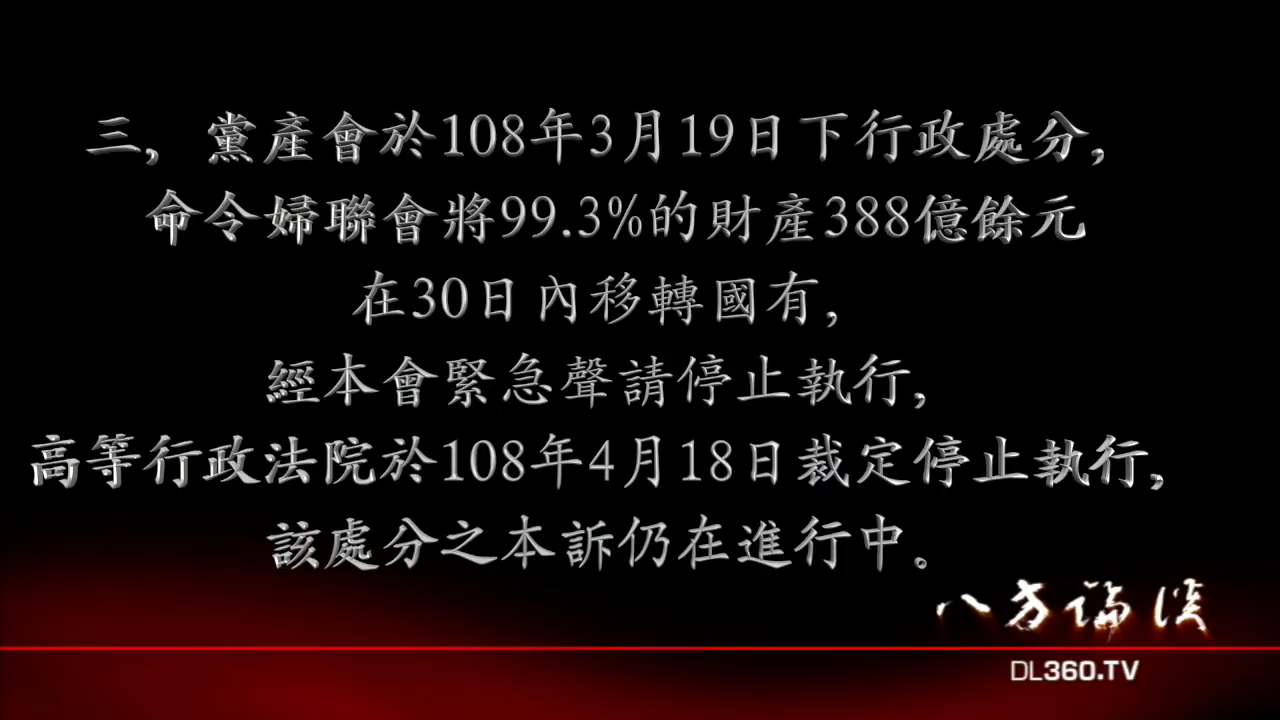 三，黨產會於108年3月19日下行政處分，
命令婦聯會將99.3%的財產388億餘元
在30日內移轉國有，
經本會緊急聲請停止執行，
高等行政法院於108年4月18日裁定停止執行，
該處分之本訴仍在進行中。
八方論談
DL360.TV